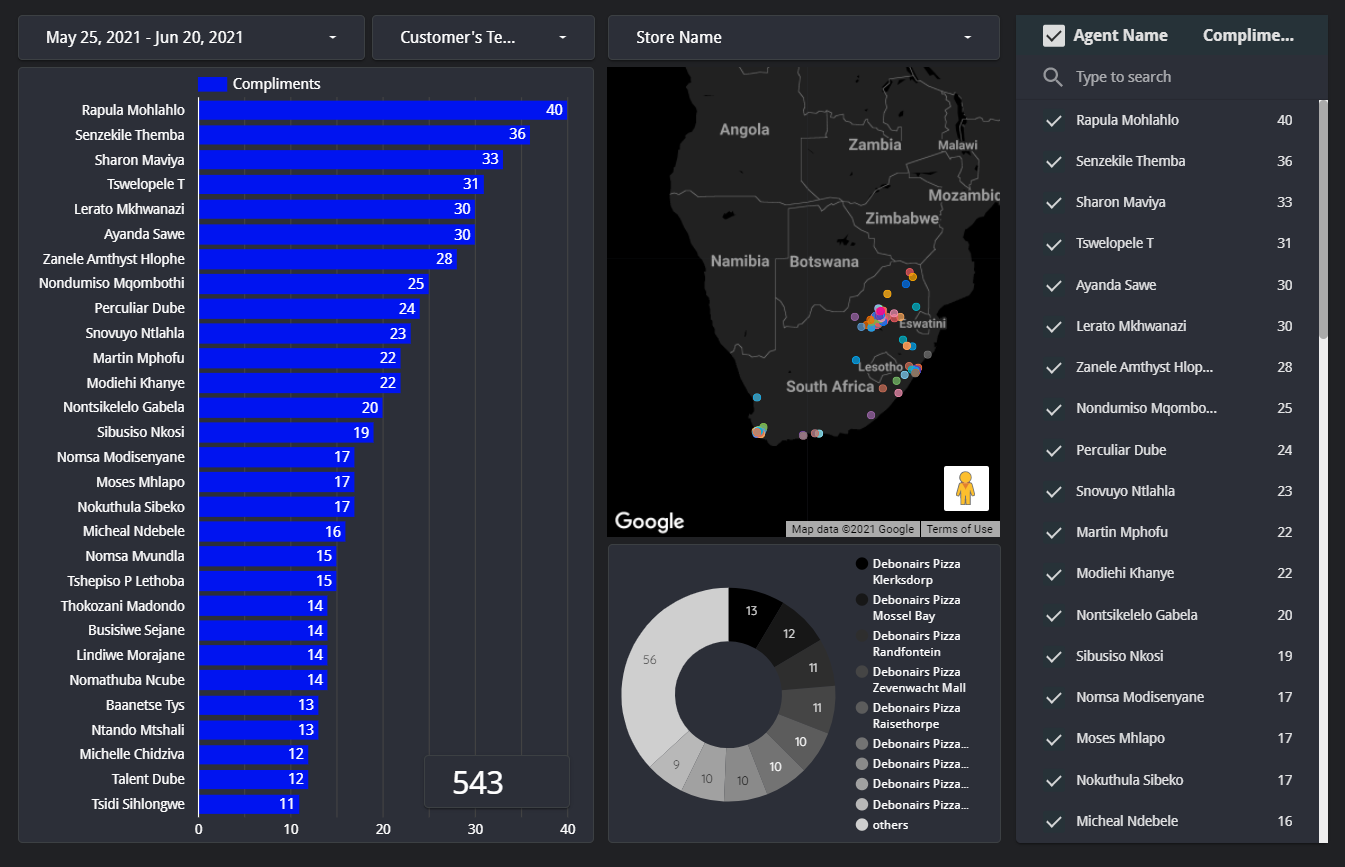 May 25, 2021 - Jun 20, 2021
Customer's Te...
Store Name
Compliments
Rapula Mohlahlo 40
Senzekile Themba 36
Sharon Maviya 33
Tswelopele T 31
Lerato Mkhwanazi 30
Ayanda Sawe 30
Zanele Amthyst Hlophe 28
Nondumiso Mqombothi 25
Perculiar Dube 24
Snovuyo Ntlahla 23
Martin Mphofu 22
Modiehi Khanye 22
Nontsikelelo Gabela 20
Sibusiso Nkosi 19
Nomsa Modisenyane 17
Moses Mhlapo 17
Nokuthula Sibeko 17
Micheal Ndebele 16
Nomsa Mvundla 15
Tshepiso P Lethoba 15
Thokozani Madondo 14
Busisiwe Sejane 14
Lindiwe Morajane 14
Nomathuba Ncube 14
Baanetse Tys 13
Ntando Mtshali 13
Michelle Chidziva 12
Talent Dube 12
Tsidi Sihlongwe 11
0 10 20 30 40
543
Angola
Zambia
Malawi
Mozambic
Zimbabwe
Namibia
Botswana
Eswatini
Lesotho
South Africa
Google
Map data ©2021 Google
Terms of Use
13
12
11
11
10
10
10
10
9
56
Debonairs Pizza
Klerksdorp
Debonairs Pizza
Mossel Bay
Debonairs Pizza
Randfontein
Debonairs Pizza
Zevenwacht Mall
Debonairs Pizza
Raisethorpe
Debonairs Pizza...
Debonairs Pizza...
Debonairs Pizza...
Debonairs Pizza...
others
Agent Name Complime...
Type to search
Rapula Mohlahlo 40
Senzekile Themba 36
Sharon Maviya 33
Tswelopele T 31
Ayanda Sawe 30
Lerato Mkhwanazi 30
Zanele Amthyst Hlop... 28
Nondumiso Mqombo... 25
Perculiar Dube 24
Snovuyo Ntlahla 23
Martin Mphofu 22
Modiehi Khanye 22
Nontsikelela Gabela 20
Sibusiso Nkosi 19
Nomsa Modisenyane 17
Moses Mhlapo 17
Nokuthula Sibeko 17
Micheal Ndebele 16